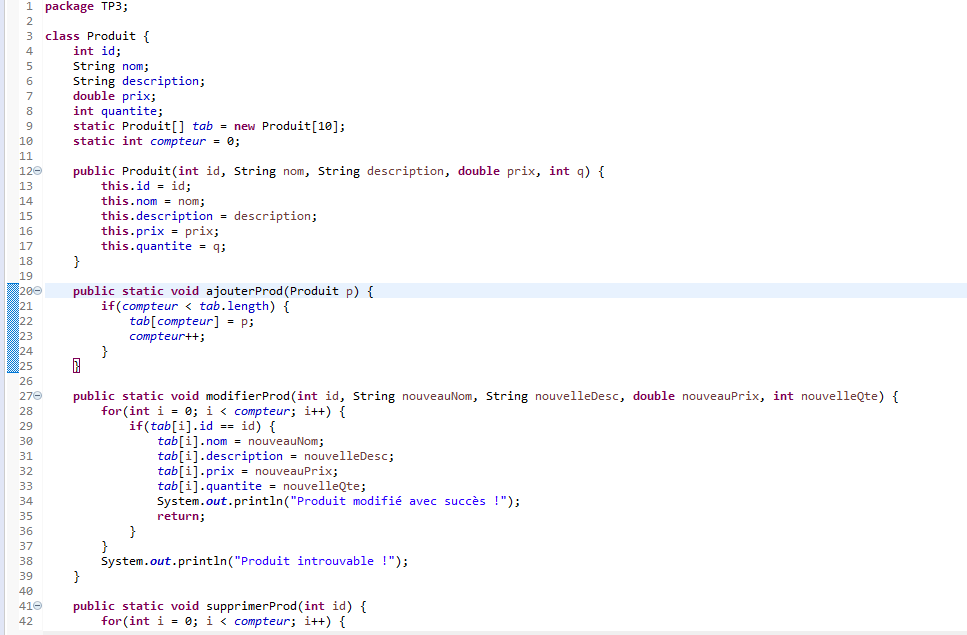 1 package TP3;
2
3 class Produit {
4 int id;
5 String nom;
6 String description;
7 double prix;
8 int quantite;
9 static Produit[] tab = new Produit[10];
10 static int compteur = 0;
11
12 public Produit(int id, String nom, String description, double prix, int q) {
13 this.id = id;
14 this.nom = nom;
15 this.description = description;
16 this.prix = prix;
17 this.quantite = q;
18 }
19
20 public static void ajouterProd(Produit p) {
21 if(compteur < tab.length) {
22 tab[compteur] = p;
23 compteur++;
24 }
25 }
26
27 public static void modifierProd(int id, String nouveauNom, String nouvelleDesc, double nouveauPrix, int nouvelleQte) {
28 for(int i = 0; i < compteur; i++) {
29 if(tab[i].id == id) {
30 tab[i].nom = nouveauNom;
31 tab[i].description = nouvelleDesc;
32 tab[i].prix = nouveauPrix;
33 tab[i].quantite = nouvelleQte;
34 System.out.println("Produit modifié avec succès !");
35 return;
36 }
37 }
38 System.out.println("Produit introuvable !");
39 }
40
41 public static void supprimerProd(int id) {
42 for(int i = 0; i < compteur; i++) {